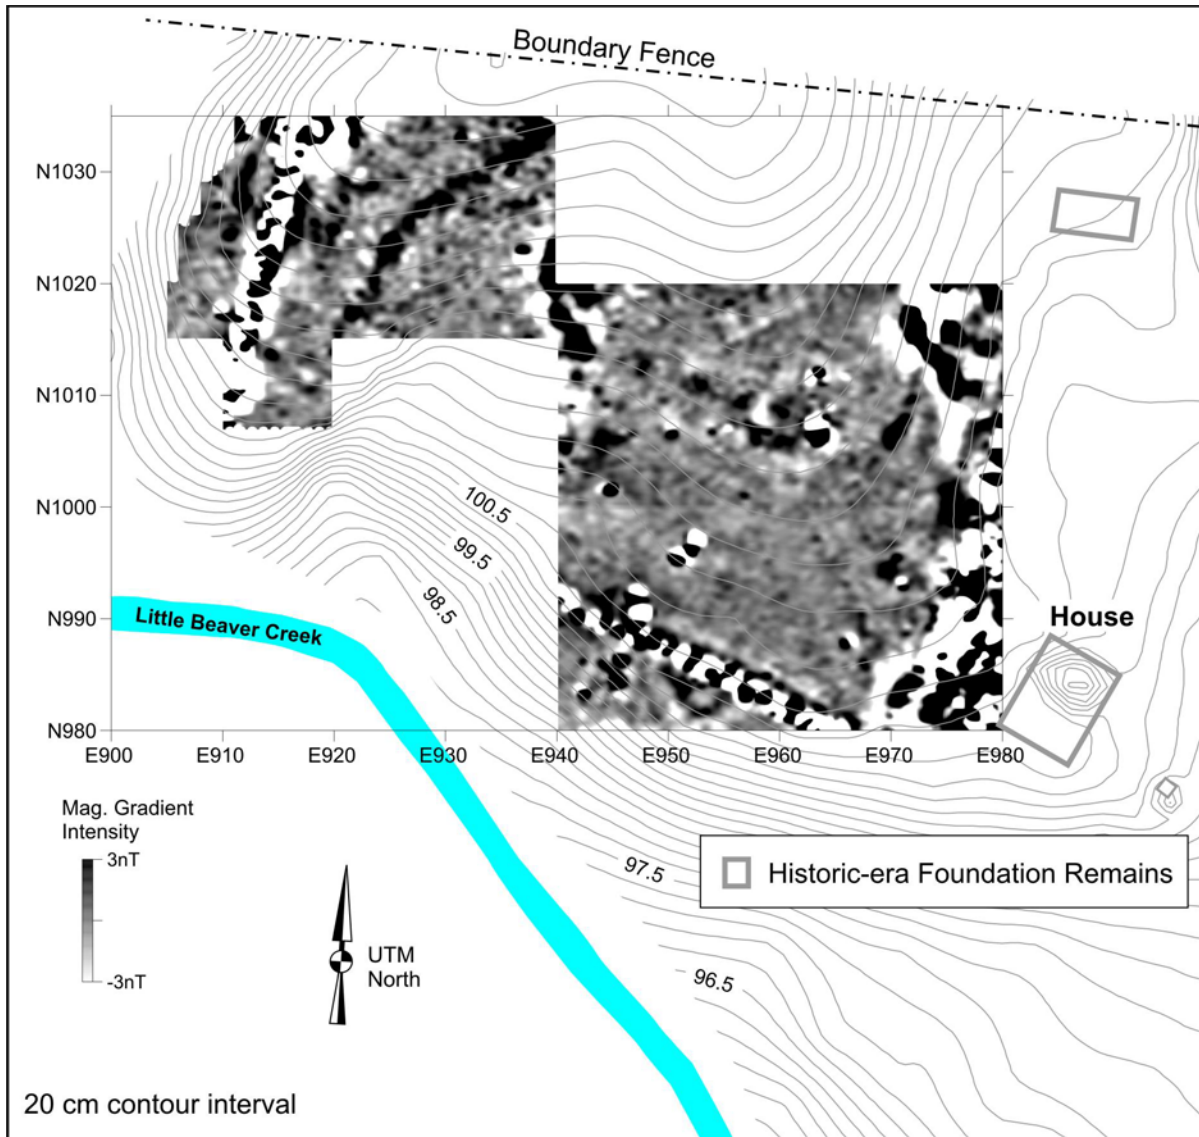 Boundary Fence
N1030
N1020
N1010
N1000
N990
N980
100.5
99.5
98.5
Little Beaver Creek
House
E900
E910
E920
E930
E940
E950
E960
E970
E980
Mag. Gradient
Intensity
3nT
-3nT
UTM
North
97.5
Historic-era Foundation Remains
96.5
20 cm contour interval